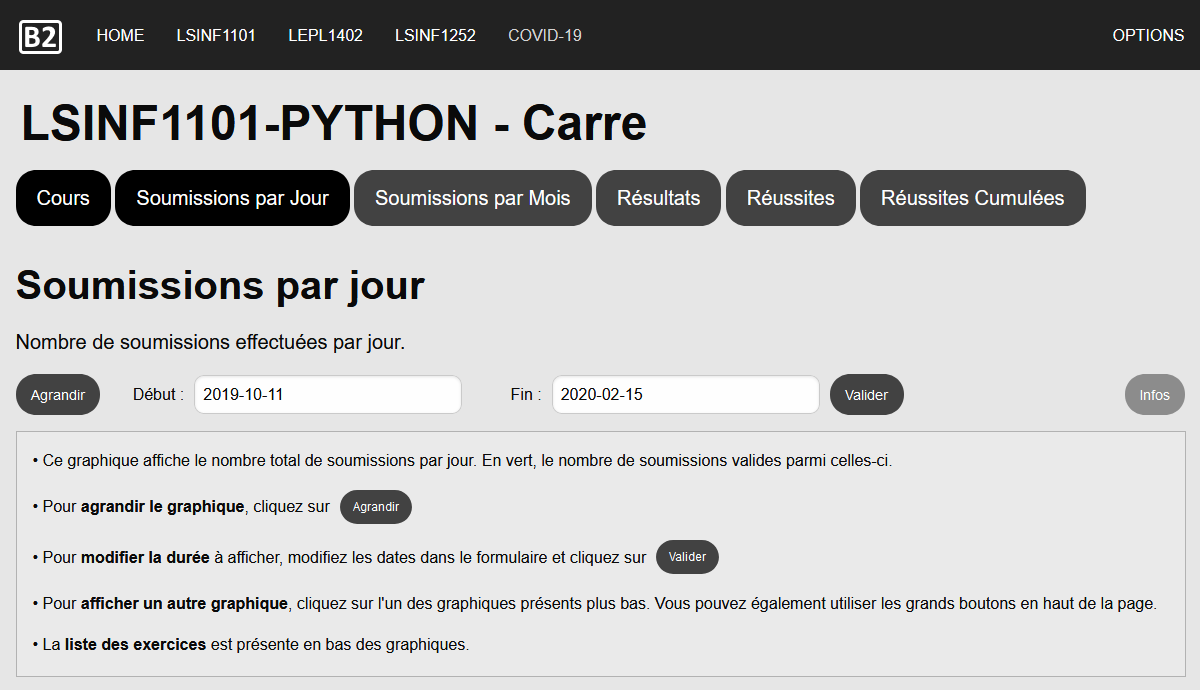 B2 HOME LSINF1101 LEPL1402 LSINF1252 COVID-19 OPTIONS
LSINF1101-PYTHON - Carre
Cours Soumissions par Jour Soumissions par Mois Résultats Réussites Réussites Cumulées
Soumissions par jour
Nombre de soumissions effectuées par jour.
Agrandir Début : 2019-10-11 Fin : 2020-02-15 Valider Infos
• Ce graphique affiche le nombre total de soumissions par jour. En vert, le nombre de soumissions valides parmi celles-ci.
• Pour agrandir le graphique, cliquez sur Agrandir
• Pour modifier la durée à afficher, modifiez les dates dans le formulaire et cliquez sur Valider
• Pour afficher un autre graphique, cliquez sur l'un des graphiques présents plus bas. Vous pouvez également utiliser les grands boutons en haut de la page.
• La liste des exercices est présente en bas des graphiques.